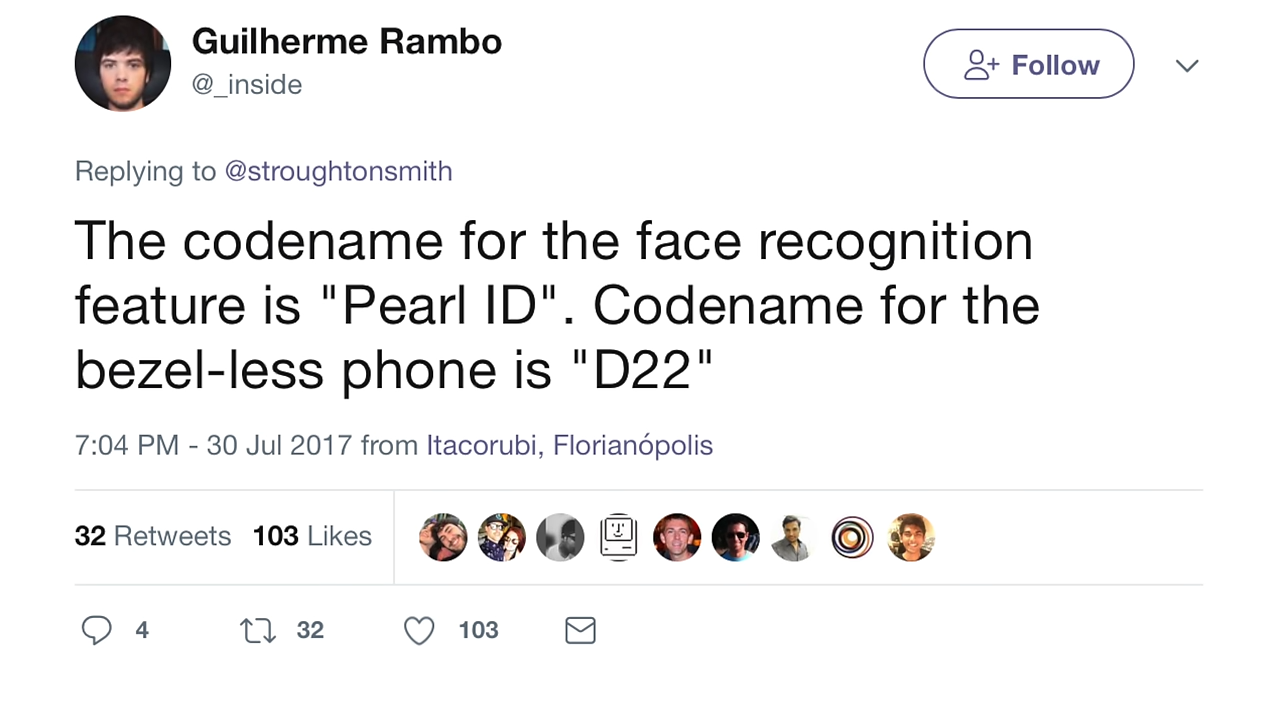 Guilherme Rambo
@_inside
Follow
Replying to @stroughtonsmith
The codename for the face recognition
feature is "Pearl ID". Codename for the
bezel-less phone is "D22"
7:04 PM - 30 Jul 2017 from Itacorubi, Florianópolis
32 Retweets 103 Likes
4 32 103